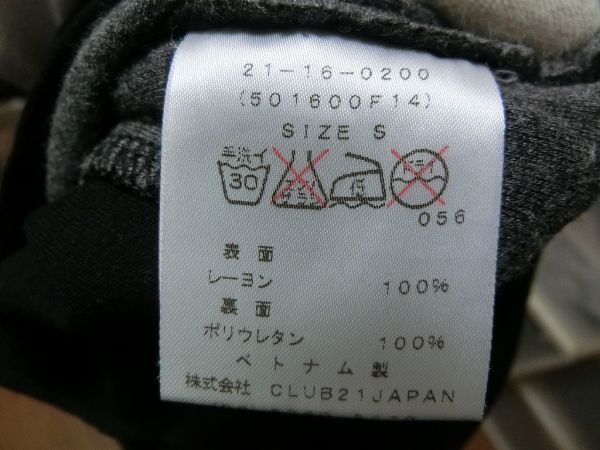 21-16-0200
(501600F14)
SIZE S
手洗イ
30
低
056
表面
レーヨン 100%
裏面
ポリウレタン 100%
ベトナム製
株式会社 CLUB21JAPAN